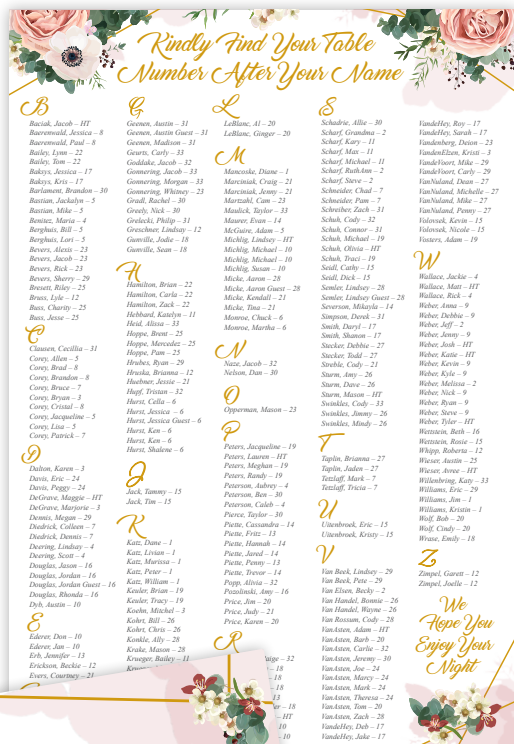 Kindly Find Your Table
Number After Your Name
B
Baciak, Jacob – HT
Baerenwald, Jessica – 8
Baerenwald, Paul – 8
Bailey, Lynn – 22
Bailey, Tom – 22
Baksys, Jessica – 17
Baksys, Kris – 17
Barlament, Brandon – 30
Bastian, Jackalyn – 5
Bastian, Mike – 5
Benitez, Maria – 4
Berghuis, Bill – 5
Berghuis, Lori – 5
Bevers, Alexis – 23
Bevers, Jacob – 23
Bevers, Rick – 23
Bevers, Sherry – 29
Bresett, Riley – 25
Bruss, Lyle – 12
Buss, Charity – 25
Buss, Jesse – 25
C
Clausen, Cecillia – 31
Corey, Allen – 5
Corey, Brad – 8
Corey, Brandon – 8
Corey, Bruce – 7
Corey, Bryan – 3
Corey, Cristal – 8
Corey, Jacqueline – 5
Corey, Lisa – 5
Corey, Patrick – 7
D
Dalton, Karen – 3
Davis, Eric – 24
Davis, Peggy – 24
DeGrave, Maggie – HT
DeGrave, Marjorie – 3
Dennis, Megan – 29
Diedrick, Colleen – 7
Diedrick, Dennis – 7
Deering, Lindsay – 4
Deering, Scott – 4
Douglas, Jason – 16
Douglas, Jordan – 16
Douglas, Jordan Guest – 16
Douglas, Rhonda – 16
Dyb, Austin – 10
E
Ederer, Don – 10
Ederer, Jan – 10
Erb, Jennifer – 13
Erickson, Beckie – 12
Evers, Courtney – 21
G
Geenen, Austin – 31
Geenen, Austin Guest – 31
Geenen, Madison – 31
Geurts, Carly – 33
Goddake, Jacob – 32
Gonnering, Jacob – 33
Gonnering, Morgan – 33
Gonnering, Whitney – 23
Gradl, Rachel – 30
Greely, Nick – 30
Grelecki, Philip – 31
Greschner, Lindsay – 12
Gunville, Jodie – 18
Gunville, Sean – 18
H
Hamilton, Brian – 22
Hamilton, Carla – 22
Hamilton, Zack – 22
Hebbard, Katelyn – 11
Heid, Alissa – 33
Hoppe, Brent – 25
Hoppe, Mercedez – 25
Hoppe, Pam – 25
Hrubes, Ryan – 29
Hruska, Brianna – 12
Huebner, Jessie – 21
Hupf, Tristan – 32
Hurst, Cella – 6
Hurst, Jessica – 6
Hurst, Jessica Guest – 6
Hurst, Ken – 6
Hurst, Ken – 6
Hurst, Shalene – 6
J
Jack, Tammy – 15
Jack, Tim – 15
K
Katz, Dane – 1
Katz, Livian – 1
Katz, Murissa – 1
Katz, Peter – 1
Katz, William – 1
Keuler, Brian – 19
Keuler, Tracy – 19
Koehn, Mitchel – 3
Kohrt, Bill – 26
Kohrt, Chris – 26
Konkle, Ally – 28
Krake, Mason – 28
Krueger, Bailey – 11
L
LeBlanc, Al – 20
LeBlanc, Ginger – 20
M
Mancoske, Diane – 1
Marciniak, Craig – 21
Marciniak, Jenny – 21
Martzahl, Cam – 23
Maulick, Taylor – 33
Maurer, Evan – 14
McGuire, Adam – 5
Michlig, Lindsey – HT
Michlig, Michael – 10
Michlig, Michael – 10
Michlig, Susan – 10
Micke, Aaron – 28
Micke, Aaron Guest – 28
Micke, Kendall – 21
Micke, Tina – 21
Monroe, Chuck – 6
Monroe, Martha – 6
N
Naze, Jacob – 32
Nelson, Dan – 30
O
Opperman, Mason – 23
P
Peters, Jacqueline – 19
Peters, Lauren – HT
Peters, Meghan – 19
Peters, Randy – 19
Peterson, Aubrey – 4
Peterson, Ben – 30
Peterson, Caleb – 4
Pierce, Taylor – 30
Piette, Cassandra – 14
Piette, Fritz – 13
Piette, Hannah – 14
Piette, Jared – 14
Piette, Penny – 13
Piette, Trevor – 14
Popp, Alivia – 32
Pozolinski, Amy – 16
Price, Jim – 20
Price, Judy – 21
Price, Karen – 20
R
Paige – 32
– 18
– 18
– 13
– 18
– HT
– 10
– 10
S
Schadrie, Allie – 30
Scharf, Grandma – 2
Scharf, Kary – 11
Scharf, Max – 11
Scharf, Michael – 11
Scharf, RuthAnn – 2
Scharf, Steve – 2
Schneider, Chad – 7
Schneider, Pam – 7
Schreiber, Zach – 31
Schuh, Cody – 32
Schuh, Connor – 31
Schuh, Michael – 19
Schuh, Olivia – HT
Schuh, Traci – 19
Seidl, Cathy – 15
Seidl, Dick – 15
Semler, Lindsey – 28
Semler, Lindsey Guest – 28
Severson, Mikayla – 14
Simpson, Derek – 31
Smith, Daryl – 17
Smith, Shanon – 17
Stecker, Debbie – 27
Stecker, Todd – 27
Streble, Cody – 21
Sturm, Amy – 26
Sturm, Dave – 26
Sturm, Mason – HT
Swinkles, Cody – 33
Swinkles, Jimmy – 26
Swinkles, Mindy – 26
T
Taplin, Brianna – 27
Taplin, Jaden – 27
Tetzlaff, Mark – 7
Tetzlaff, Tricia – 7
U
Uitenbroek, Eric – 15
Uitenbroek, Kristy – 15
V
Van Beek, Lindsey – 29
Van Beek, Pete – 29
Van Elsen, Becky – 2
Van Handel, Bonnie – 26
Van Handel, Wayne – 26
Van Rossum, Cody – 28
VanAsten, Adam – HT
VanAsten, Barb – 20
VanAsten, Carlie – 32
VanAsten, Jeremy – 30
VanAsten, Joe – 24
VanAsten, Marcy – 24
VanAsten, Mark – 24
VanAsten, Theresa – 24
VanAsten, Tom – 20
VanAsten, Zach – 28
VandeHey, Deb – 17
VandeHey, Jake – 17
VandeHey, Roy – 17
VandeHey, Sarah – 17
Vandenberg, Deion – 23
VandenElzen, Kristi – 3
VandeVoort, Mike – 29
VandeVoort, Carly – 29
VanNuland, Dean – 27
VanNuland, Michelle – 27
VanNuland, Mike – 27
VanNuland, Penny – 27
Volovsek, Kevin – 15
Volovsek, Nicole – 15
Vosters, Adam – 19
W
Wallace, Jackie – 4
Wallace, Matt – HT
Wallace, Rick – 4
Weber, Anna – 9
Weber, Debbie – 9
Weber, Jeff – 2
Weber, Jenny – 9
Weber, Josh – HT
Weber, Katie – HT
Weber, Kevin – 9
Weber, Kyle – 9
Weber, Melissa – 2
Weber, Nick – 9
Weber, Ryan – 9
Weber, Steve – 9
Weber, Tyler – HT
Wettstein, Beth – 16
Wettstein, Rosie – 15
Whipp, Roberta – 12
Wieser, Austin – 25
Wieser, Avree – HT
Willenbring, Katy – 33
Williams, Eric – 29
Williams, Jim – 1
Williams, Kristin – 1
Wolf, Bob – 20
Wolf, Cindy – 20
Wrase, Emily – 18
Z
Zimpel, Garett – 12
Zimpel, Joelle – 12
We
Hope You
Enjoy Your
Night